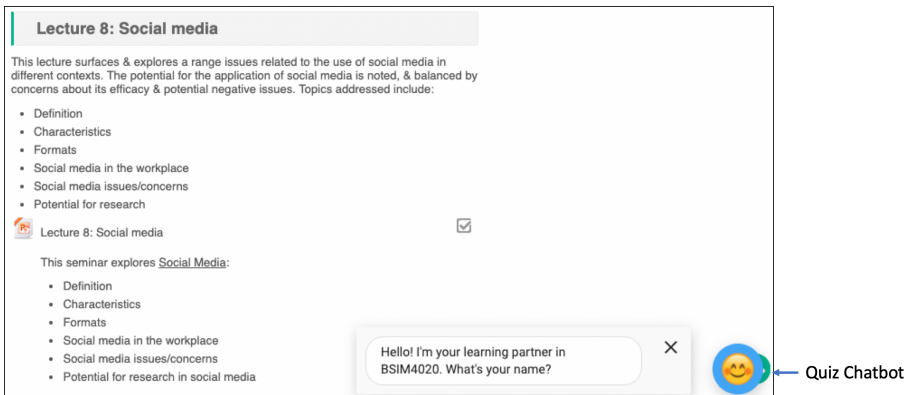 Lecture 8: Social media
This lecture surfaces & explores a range issues related to the use of social media in
different contexts. The potential for the application of social media is noted, & balanced by
concerns about its efficacy & potential negative issues. Topics addressed include:
• Definition
• Characteristics
• Formats
• Social media in the workplace
• Social media issues/concerns
• Potential for research
Lecture 8: Social media
This seminar explores Social Media:
• Definition
• Characteristics
• Formats
• Social media in the workplace
• Social media issues/concerns
• Potential for research in social media
Hello! I'm your learning partner in
BSIM4020. What's your name?
Quiz Chatbot